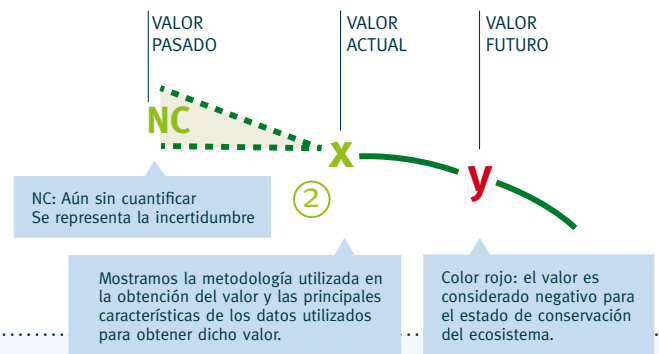 VALOR
PASADO
VALOR
ACTUAL
VALOR
FUTURO
NC
x
y
2
NC: Aún sin cuantificar
Se representa la incertidumbre
Mostramos la metodología utilizada en
la obtención del valor y las principales
características de los datos utilizados
para obtener dicho valor.
Color rojo: el valor es
considerado negativo para
el estado de conservación
del ecosistema.